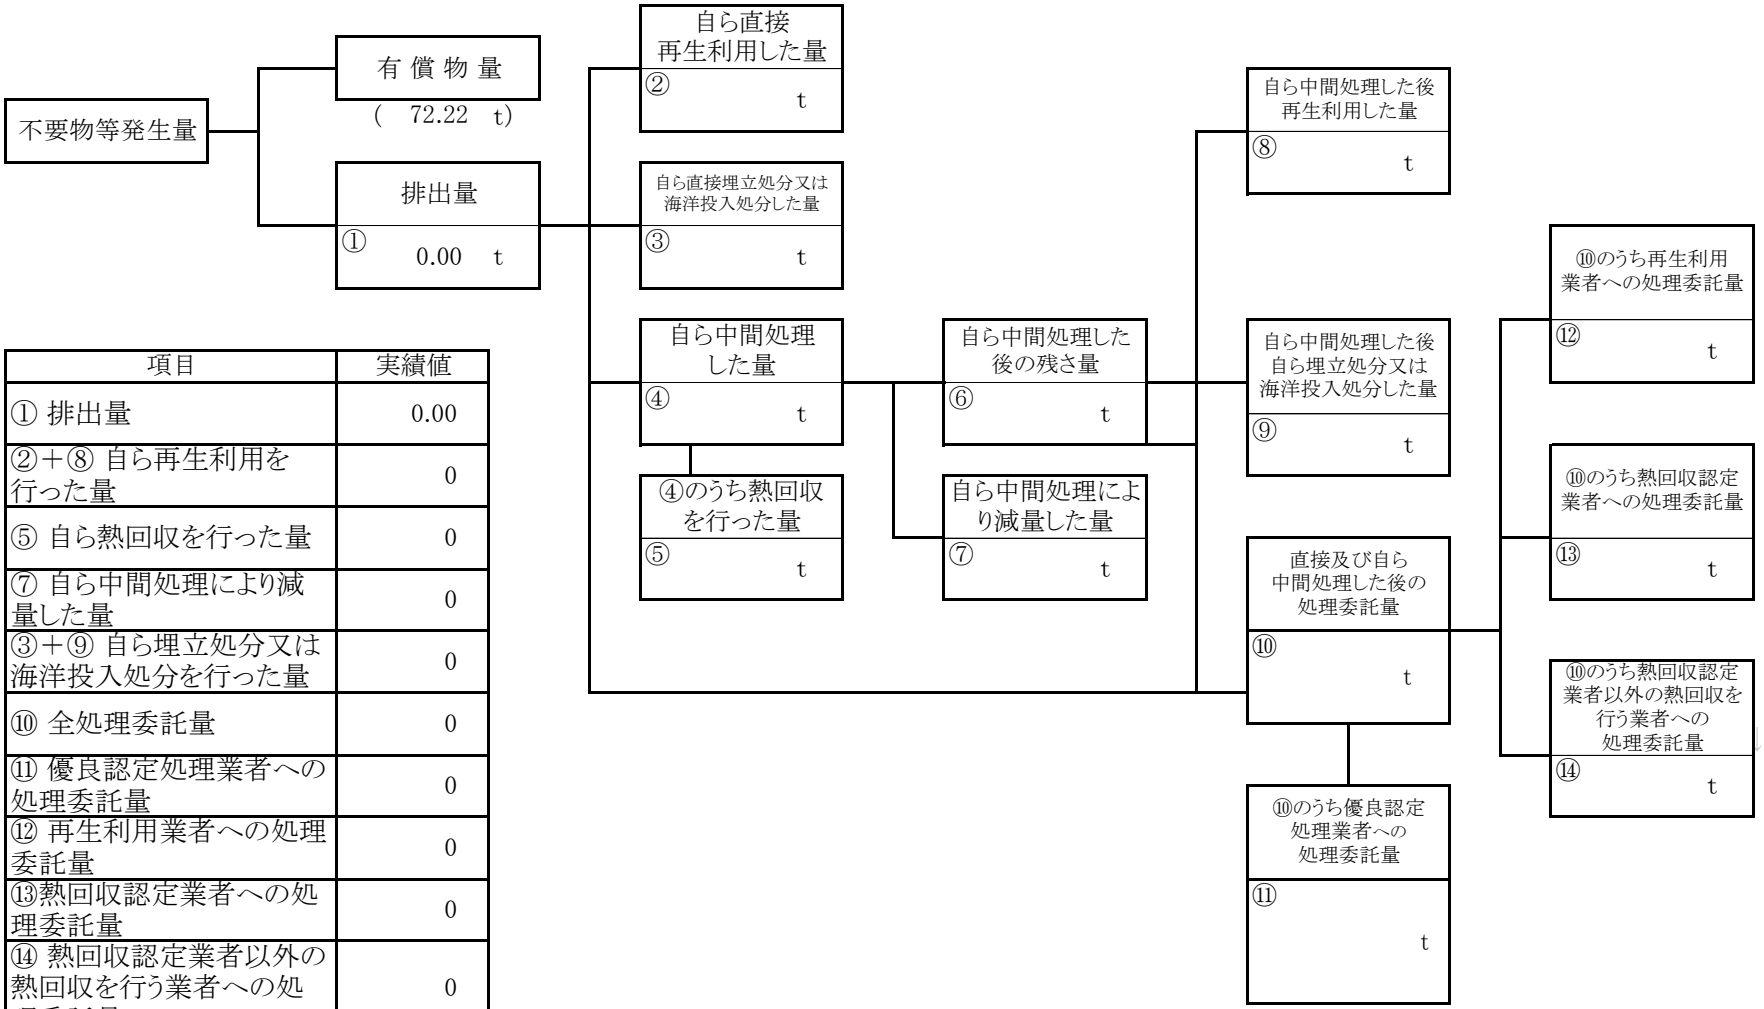 不要物等発生量
有償物量
( 72.22 t)
排出量
① 0.00 t
自ら直接
再生利用した量
② t
自ら直接埋立処分又は
海洋投入処分した量
③ t
自ら中間処理
した量
④ t
④のうち熱回収
を行った量
⑤ t
自ら中間処理した
後の残さ量
⑥ t
自ら中間処理によ
り減量した量
⑦ t
自ら中間処理した後
再生利用した量
⑧ t
自ら中間処理した後
自ら埋立処分又は
海洋投入処分した量
⑨ t
直接及び自ら
中間処理した後の
処理委託量
⑩ t
⑩のうち優良認定
処理業者への
処理委託量
⑪ t
⑩のうち再生利用
業者への処理委託量
⑫ t
⑩のうち熱回収認定
業者への処理委託量
⑬ t
⑩のうち熱回収認定
業者以外の熱回収を
行う業者への
処理委託量
⑭ t
項目 実績値
① 排出量 0.00
②+⑧ 自ら再生利用を
行った量 0
⑤ 自ら熱回収を行った量 0
⑦ 自ら中間処理により減
量した量 0
③+⑨ 自ら埋立処分又は
海洋投入処分を行った量 0
⑩ 全処理委託量 0
⑪ 優良認定処理業者への
処理委託量 0
⑫ 再生利用業者への処理
委託量 0
⑬熱回収認定業者への処
理委託量 0
⑭ 熱回収認定業者以外の
熱回収を行う業者への処 0